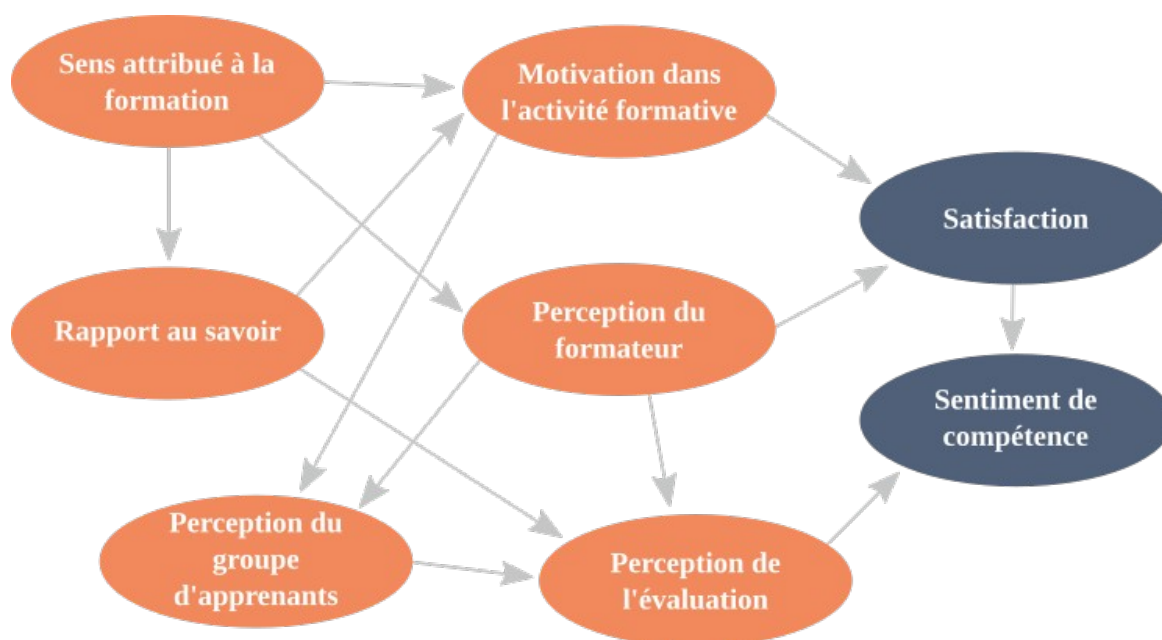 Sens attribué à la
formation
Motivation dans
l'activité formative
Satisfaction
Rapport au savoir
Perception du
formateur
Sentiment de
compétence
Perception du
groupe
d'apprenants
Perception de
l'évaluation